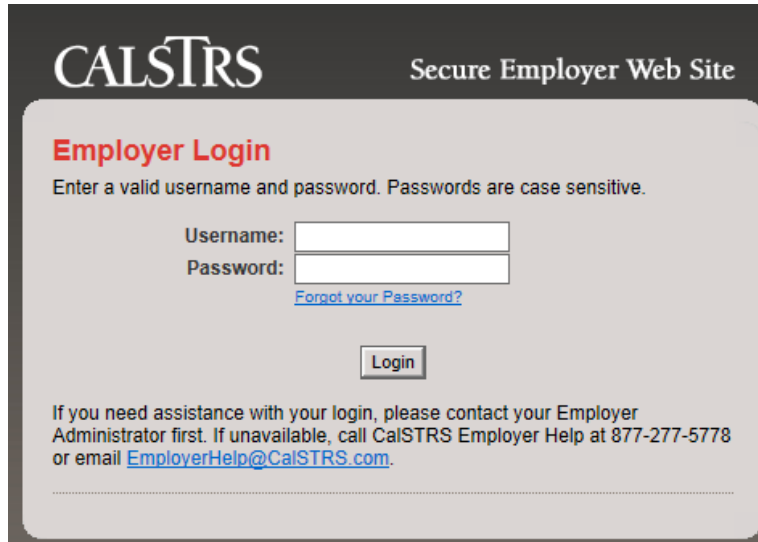 CALSTRS
Secure Employer Web Site
Employer Login
Enter a valid username and password. Passwords are case sensitive.
Username:
Password:
Forgot your Password?
Login
If you need assistance with your login, please contact your Employer
Administrator first. If unavailable, call CalSTRS Employer Help at 877-277-5778
or email EmployerHelp@CalSTRS.com.